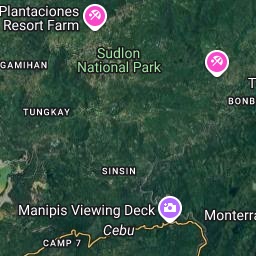 Plantaciones
Resort Farm
Sudlon
National Park
GAMIHAN
T
BONB
TUNGKAY
SINSIN
Manipis Viewing Deck
Monterra
Cebu
CAMP 7